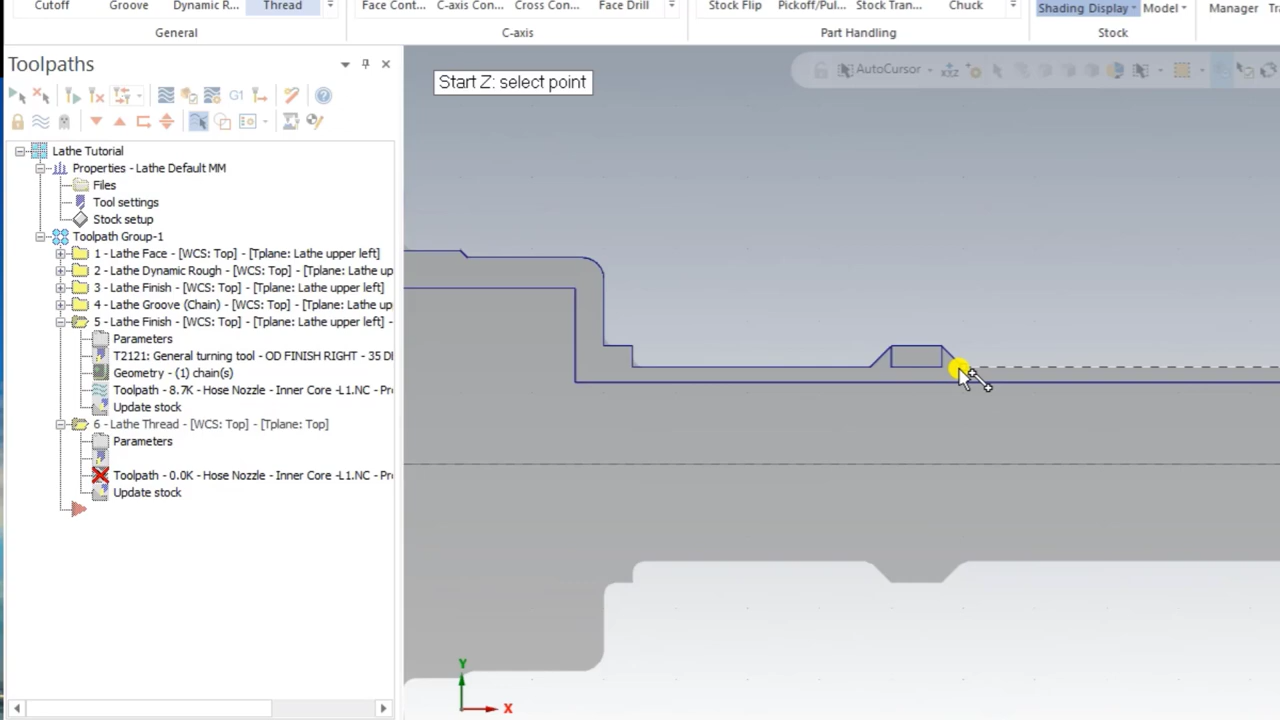 Cutoff Groove Dynamic R... Thread Face Cont... C-axis Con... Cross Con... Face Drill Stock Flip Pickoff/Pul... Stock Tran... Chuck Shading Display Model Manager
General C-axis Part Handling Stock
Toolpaths
G1
Start Z: select point
AutoCursor
XYZ
Lathe Tutorial
Properties - Lathe Default MM
Files
Tool settings
Stock setup
Toolpath Group-1
1 - Lathe Face - [WCS: Top] - [Tplane: Lathe upper left]
2 - Lathe Dynamic Rough - [WCS: Top] - [Tplane: Lathe up
3 - Lathe Finish - [WCS: Top] - [Tplane: Lathe upper left]
4 - Lathe Groove (Chain) - [WCS: Top] - [Tplane: Lathe up
5 - Lathe Finish - [WCS: Top] - [Tplane: Lathe upper left] -
Parameters
T2121: General turning tool - OD FINISH RIGHT - 35 DI
Geometry - (1) chain(s)
Toolpath - 8.7K - Hose Nozzle - Inner Core -L1.NC - Pr
Update stock
6 - Lathe Thread - [WCS: Top] - [Tplane: Top]
Parameters
Toolpath - 0.0K - Hose Nozzle - Inner Core -L1.NC - Pr
Update stock
Y
X